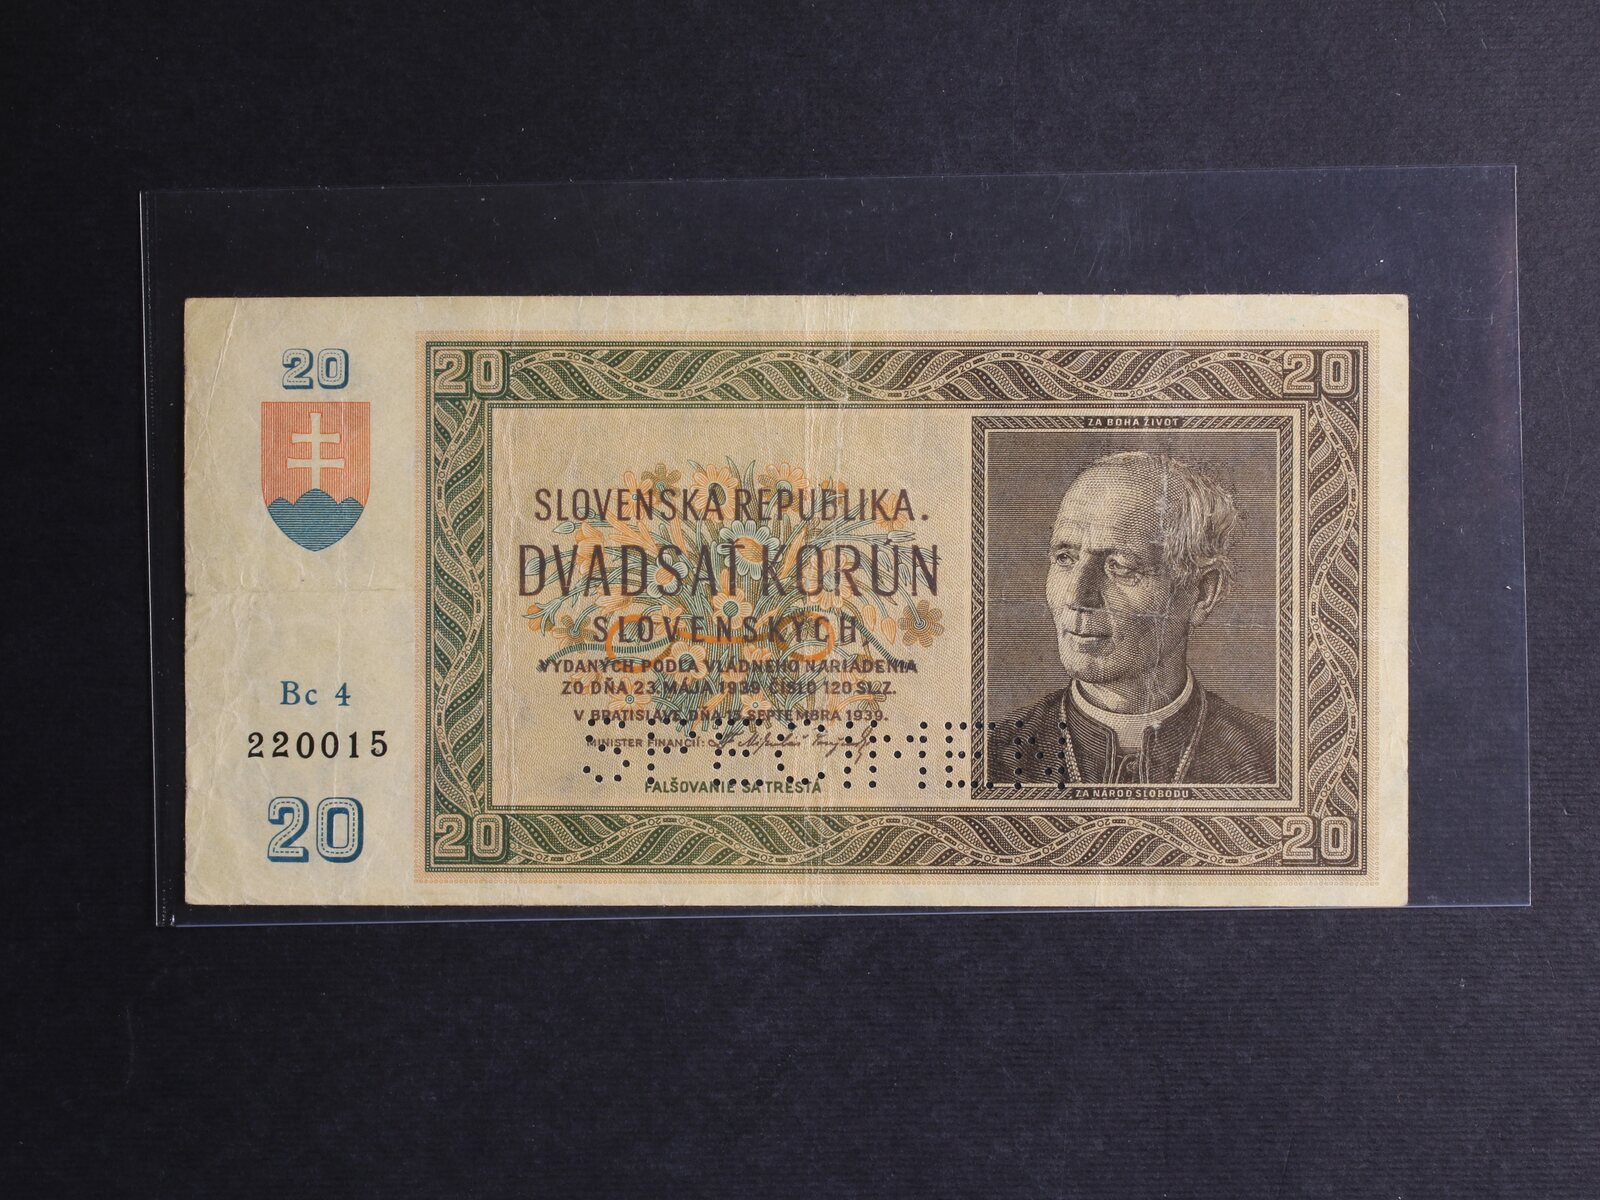 20
Bc 4
220015
20
20
20
SLOVENSKÁ REPUBLIKA.
DVADSAŤ KORÚN
SLOVENSKÝCH
VYDANÝCH PODĽA VLÁDNEHO NARIADENIA
ZO DŇA 23. MÁJA 1939 ČÍSLO 120 SL. Z.
V BRATISLAVE, DŇA 15. SEPTEMBRA 1939.
MINISTER FINANCIÍ:
SPECIMEN
FALŠOVANIE SA TRESTÁ
ZA BOHA ŽIVOT
ZA NÁROD SLOBODU
20
20